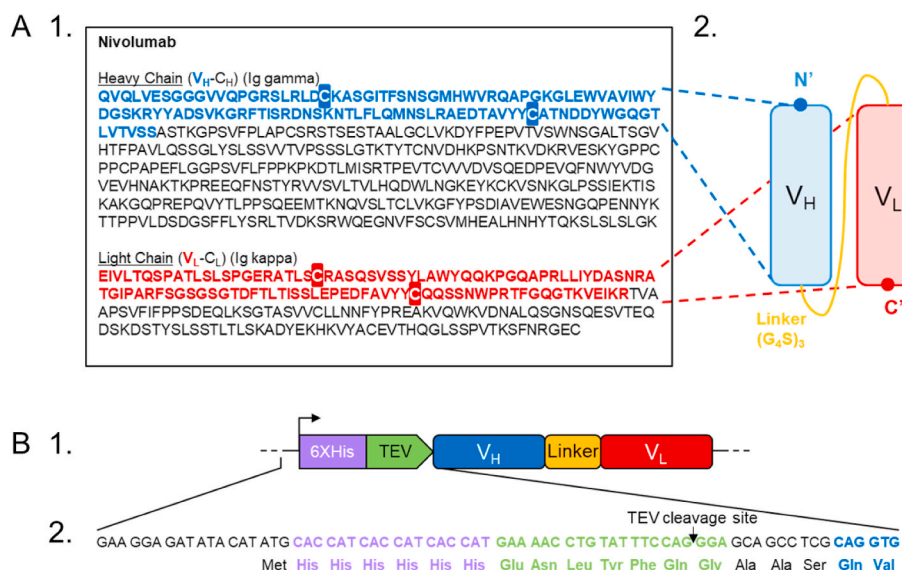 A 1.
2.
Nivolumab
Heavy Chain (VH-CH) (Ig gamma)
QVQLVESGGGVVQPGRSLRLDCKASGITFSNSGMHWVRQAPGKGLEWVAVIWY
DGSKRYYADSVKGRFTISRDNSKNTLFLQMNSLRAEDTAVYYCATNDDYWGQGT
LVTVSSASTKGPSVFPLAPCSRSTSESTAALGCLVKDYFPEPVTVSWNSGALTSGV
HTFPAVLQSSGLYSLSSVVTVPSSSLGTKTYTCNVDHKPSNTKVDKRVESKYGPPC
PPCPAPEFLGGPSVFLFPPKPKDTLMISRTPEVTCVVVDVSQEDPEVQFNWYVDG
VEVHNAKTKPREEQFNSTYRVVSVLTVLHQDWLNGKEYKCKVSNKGLPSSIEKTIS
KAKGQPREPQVYTLPPSQEEMTKNQVSLTCLVKGFYPSDIAVEWESNGQPENNYK
TTPPVLDSDGSFFLYSRLTVDKSRWQEGNVFSCSVMHEALHNHYTQKSLSLSLGK
Light Chain (VL-CL) (Ig kappa)
EIVLTQSPATLSLSPGERATLSCRASQSVSSYLAWYQQKPGQAPRLLIYDASNRA
TGIPARFSGSGSGTDFTLTISSLEPEDFAVYYCQQSSNWPRTFGQGTKVEIKRTVA
APSVFIFPPSDEQLKSGTASVVCLLNNFYPREAKVQWKVDNALQSGNSQESVTEQ
DSKDSTYSLSSTLTLSKADYEKHKVYACEVTHQGLSSPVTKSFNRGEC
N'
VH
VL
Linker
(G4S)3
C'
B 1.
6XHis TEV VH Linker VL
2.
TEV cleavage site
GAA GGA GAT ATA CAT ATG CAC CAT CAC CAT CAC CAT GAA AAC CTG TAT TTC CAG GGA GCA GCC TCG CAG GTG
Met His His His His His His Glu Asn Leu Tyr Phe Gln Gly Ala Ala Ser Gln Val